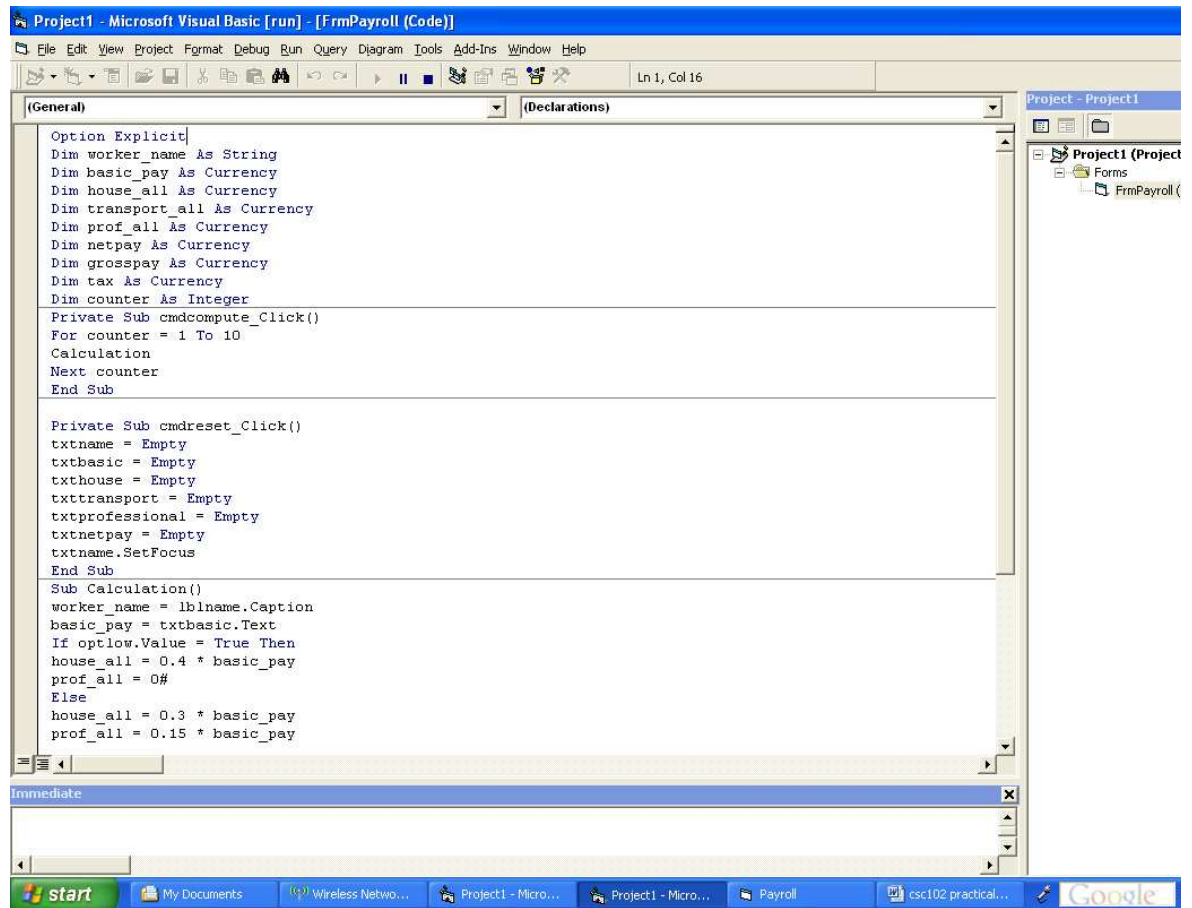 Project1 - Microsoft Visual Basic [run] - [FrmPayroll (Code)]
File Edit View Project Format Debug Run Query Diagram Tools Add-Ins Window Help
Ln 1, Col 16
(General) (Declarations)
Project - Project1
Project1 (Project
Forms
FrmPayroll (
Option Explicit
Dim worker_name As String
Dim basic_pay As Currency
Dim house_all As Currency
Dim transport_all As Currency
Dim prof_all As Currency
Dim netpay As Currency
Dim grosspay As Currency
Dim tax As Currency
Dim counter As Integer
Private Sub cmdcompute_Click()
For counter = 1 To 10
Calculation
Next counter
End Sub
Private Sub cmdreset_Click()
txtname = Empty
txtbasic = Empty
txthouse = Empty
txttransport = Empty
txtprofessional = Empty
txtnetpay = Empty
txtname.SetFocus
End Sub
Sub Calculation()
worker_name = lblname.Caption
basic_pay = txtbasic.Text
If optlow.Value = True Then
house_all = 0.4 * basic_pay
prof_all = 0#
Else
house_all = 0.3 * basic_pay
prof_all = 0.15 * basic_pay
Immediate
start My Documents Wireless Netwo... Project1 - Micro... Project1 - Micro... Payroll csc102 practical... Google